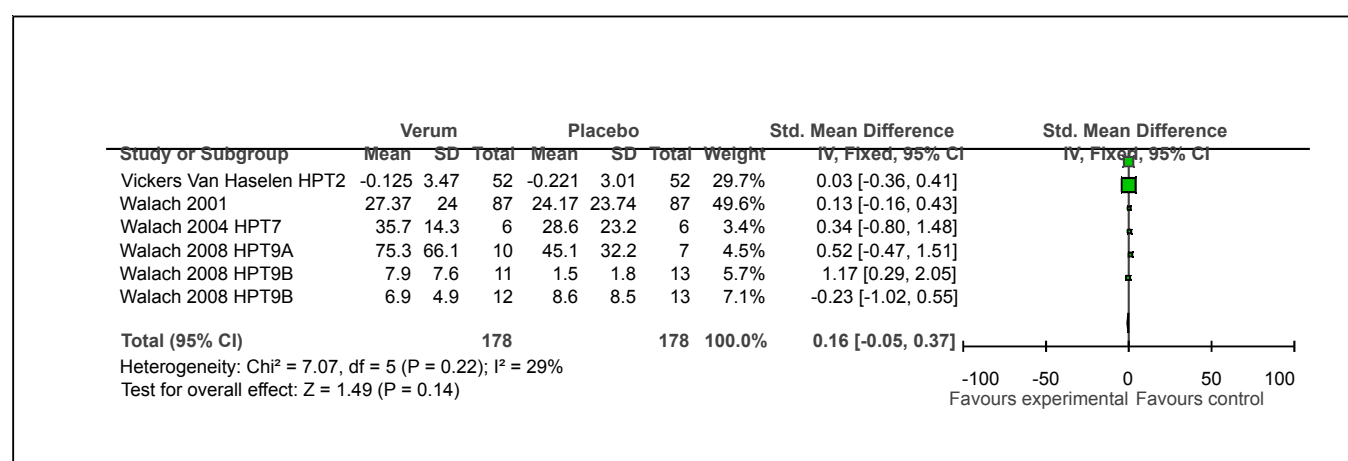 Verum Placebo Std. Mean Difference Std. Mean Difference
Study or Subgroup Mean SD Total Mean SD Total Weight IV, Fixed, 95% CI IV, Fixed, 95% CI
Vickers Van Haselen HPT2 -0.125 3.47 52 -0.221 3.01 52 29.7% 0.03 [-0.36, 0.41]
Walach 2001 27.37 24 87 24.17 23.74 87 49.6% 0.13 [-0.16, 0.43]
Walach 2004 HPT7 35.7 14.3 6 28.6 23.2 6 3.4% 0.34 [-0.80, 1.48]
Walach 2008 HPT9A 75.3 66.1 10 45.1 32.2 7 4.5% 0.52 [-0.47, 1.51]
Walach 2008 HPT9B 7.9 7.6 11 1.5 1.8 13 5.7% 1.17 [0.29, 2.05]
Walach 2008 HPT9B 6.9 4.9 12 8.6 8.5 13 7.1% -0.23 [-1.02, 0.55]
Total (95% CI) 178 178 100.0% 0.16 [-0.05, 0.37]
Heterogeneity: Chi² = 7.07, df = 5 (P = 0.22); I² = 29%
Test for overall effect: Z = 1.49 (P = 0.14)
-100 -50 0 50 100
Favours experimental Favours control